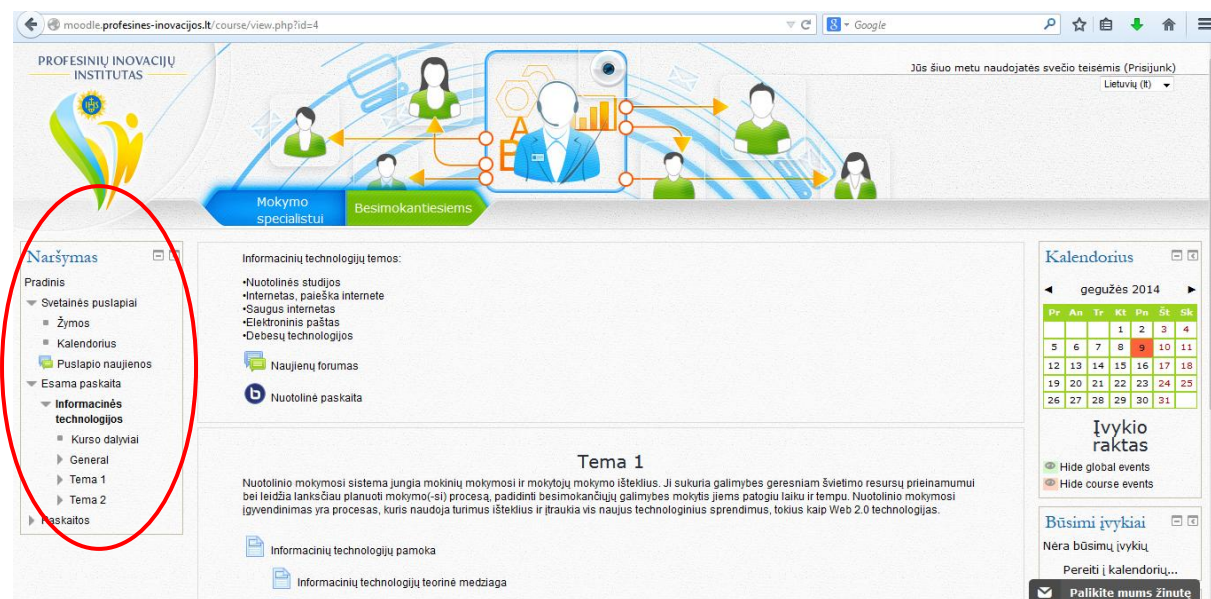 moodle.profesines-inovacijos.lt/course/view.php?id=4
Google
PROFESINIŲ INOVACIJŲ
INSTITUTAS
IHS
A
B
Jūs šiuo metu naudojatės svečio teisėmis (Prisijunk)
Lietuvių (lt)
Mokymo
specialistui
Besimokantiesiems
Naršymas
Pradinis
Svetainės puslapiai
Žymos
Kalendorius
Puslapio naujienos
Esama paskaita
Informacinės
technologijos
Kurso dalyviai
General
Tema 1
Tema 2
Paskaitos
Informacinių technologijų temos:
•Nuotolinės studijos
•Internetas, paieška internete
•Saugus internetas
•Elektroninis paštas
•Debesų technologijos
Naujienų forumas
b Nuotolinė paskaita
Tema 1
Nuotolinio mokymosi sistema jungia mokinių mokymosi ir mokytojų mokymo išteklius. Ji sukuria galimybes geresniam švietimo resursų prieinamumui
bei leidžia lanksčiau planuoti mokymo(-si) procesą, padidinti besimokančiųjų galimybes mokytis jiems patogiu laiku ir tempu. Nuotolinio mokymosi
įgyvendinimas yra procesas, kuris naudoja turimus išteklius ir įtraukia vis naujus technologinius sprendimus, tokius kaip Web 2.0 technologijas.
Informacinių technologijų pamoka
Informacinių technologijų teorinė medžiaga
Kalendorius
◄ gegužės 2014 ►
Pr An Tr Kt Pn Št Sk
1 2 3 4
5 6 7 8 9 10 11
12 13 14 15 16 17 18
19 20 21 22 23 24 25
26 27 28 29 30 31
Įvykio
raktas
Hide global events
Hide course events
Būsimi įvykiai
Nėra būsimų įvykių
Pereiti į kalendorių...
Palikite mums žinutę